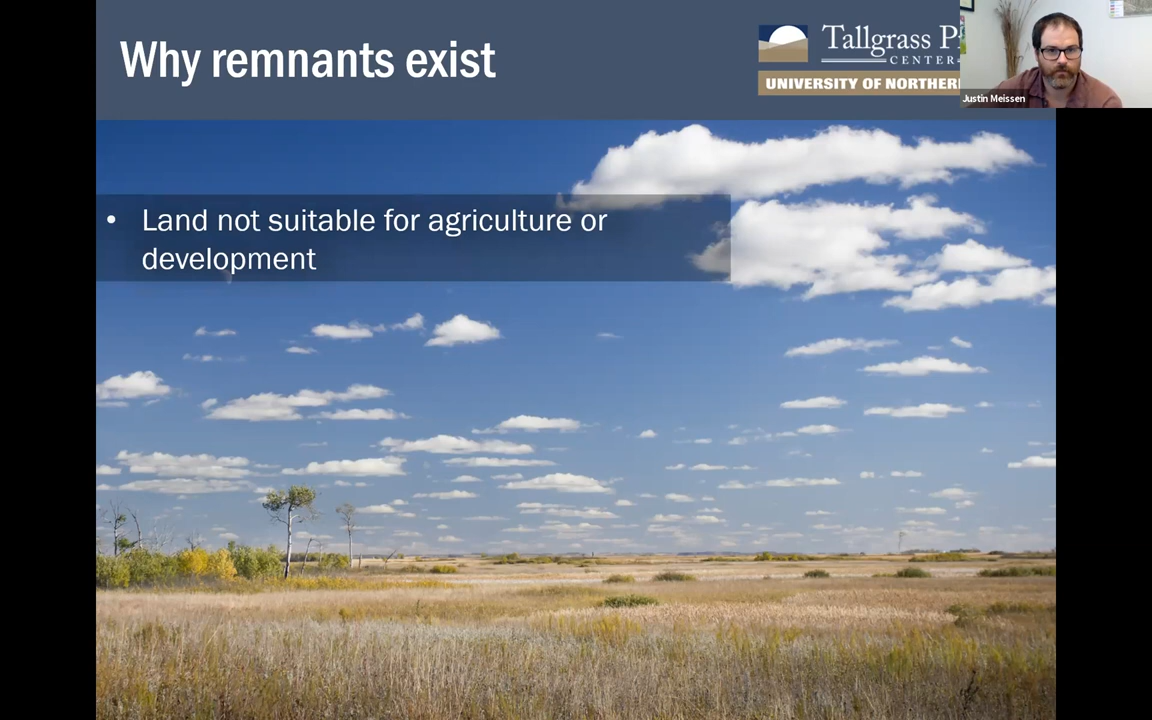 Why remnants exist
Tallgrass P
CENTER
UNIVERSITY OF NORTHER
Justin Meissen
• Land not suitable for agriculture or
development